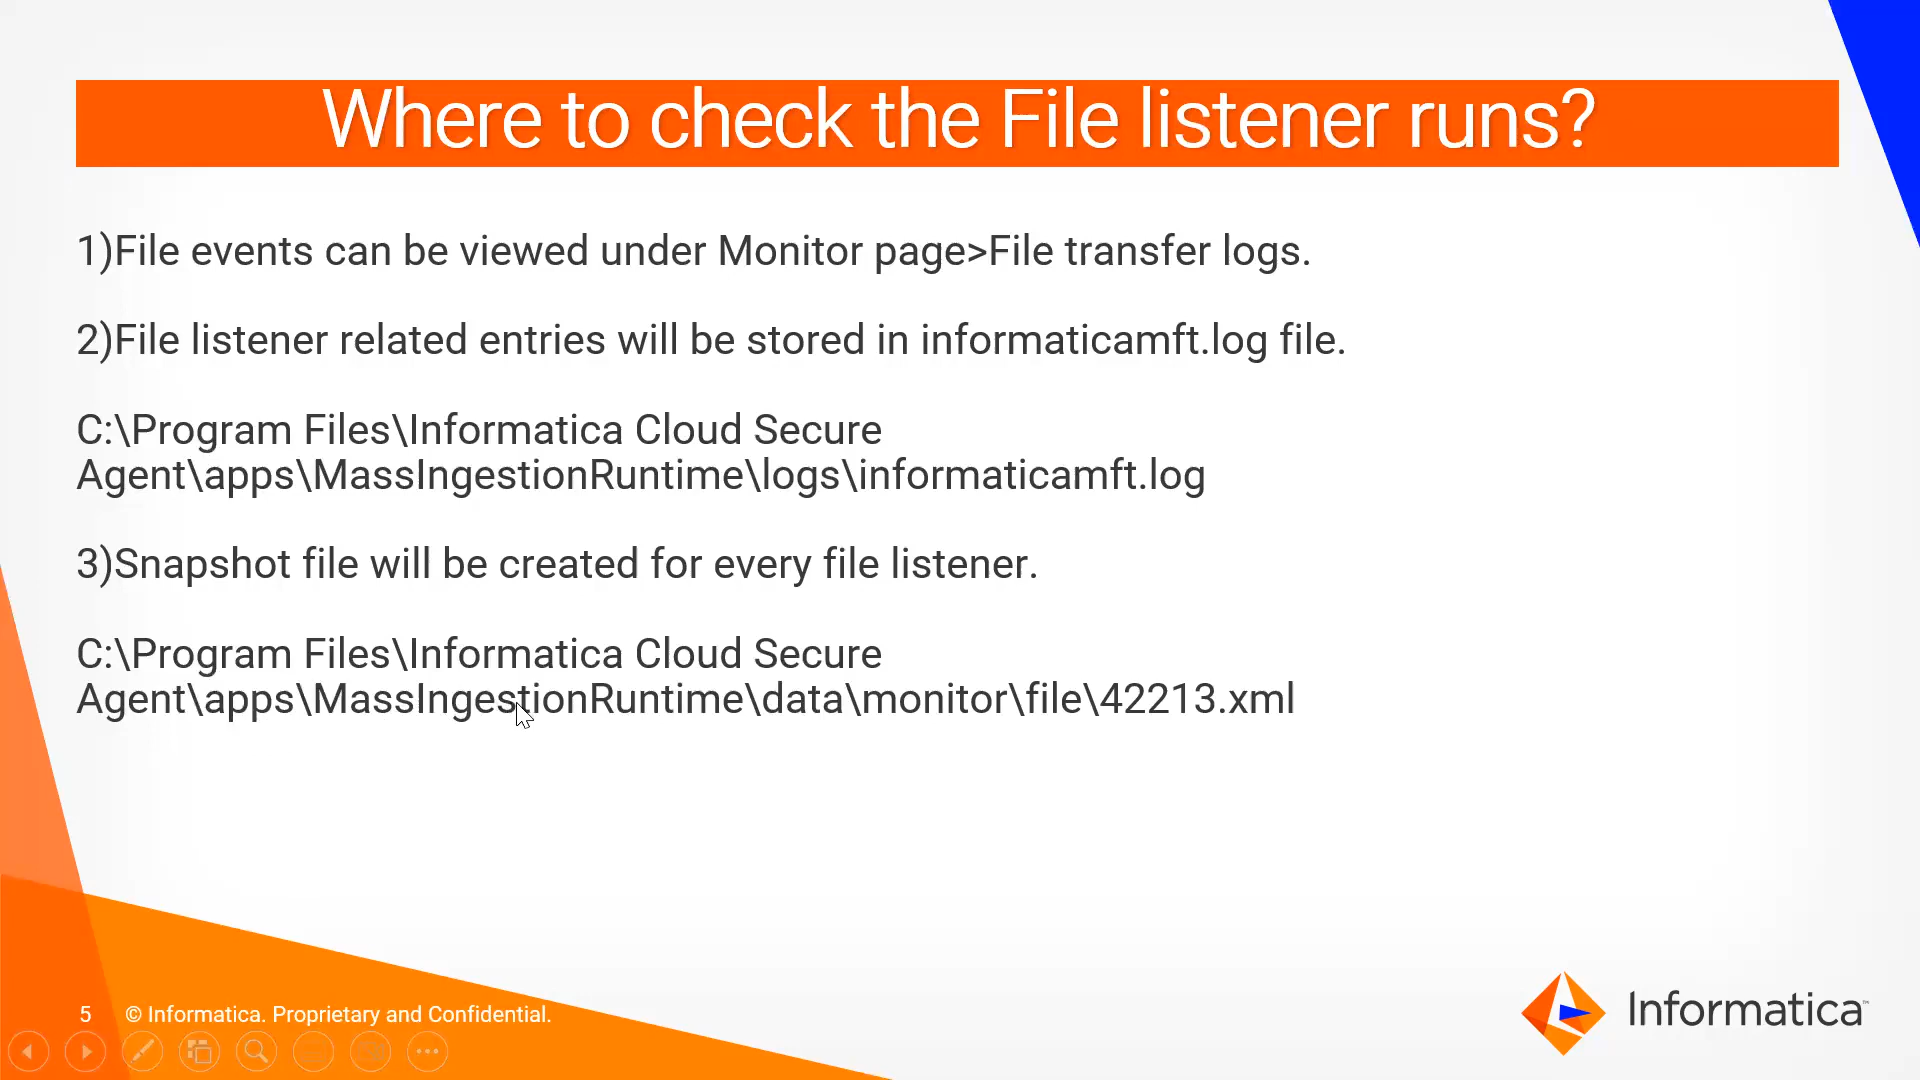 Where to check the File listener runs?
1)File events can be viewed under Monitor page>File transfer logs.
2)File listener related entries will be stored in informaticamft.log file.
C:\Program Files\Informatica Cloud Secure
Agent\apps\MassIngestionRuntime\logs\informaticamft.log
3)Snapshot file will be created for every file listener.
C:\Program Files\Informatica Cloud Secure
Agent\apps\MassIngestionRuntime\data\monitor\file\42213.xml
5 © Informatica. Proprietary and Confidential.
Informatica™